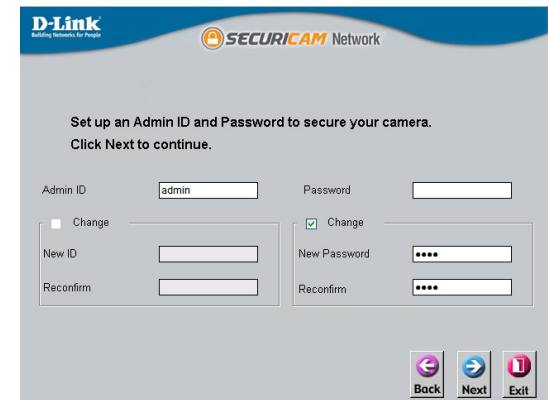 D-Link
Building Networks for People
SECURICAM Network
Set up an Admin ID and Password to secure your camera.
Click Next to continue.
Admin ID admin Password
Change Change
New ID New Password ••••
Reconfirm Reconfirm ••••
Back Next Exit